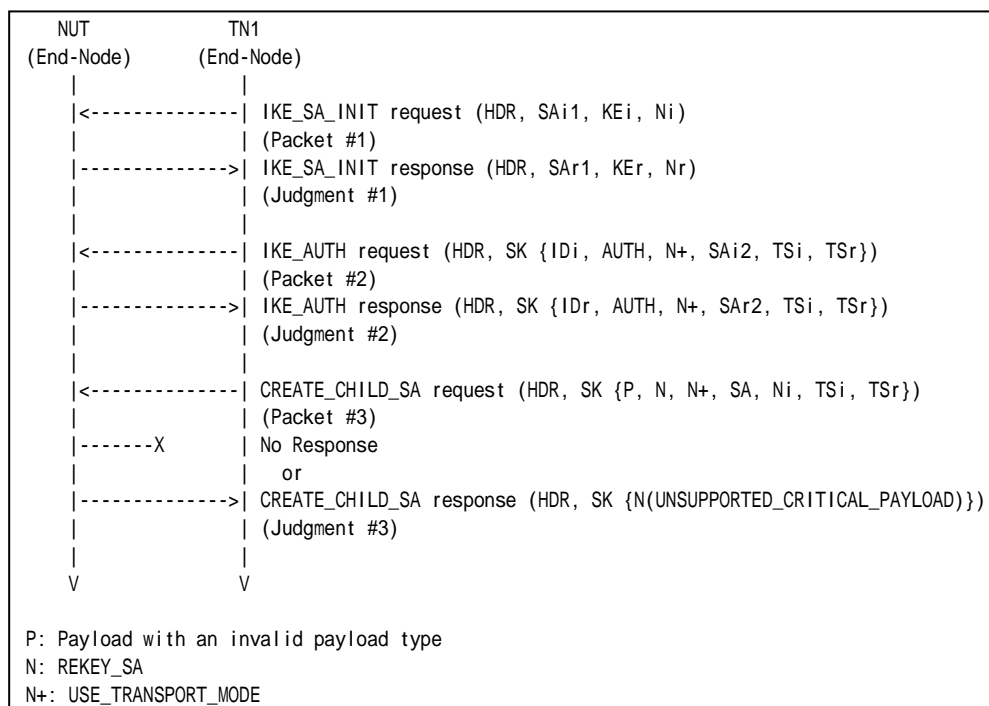 NUT                TN1
(End-Node)        (End-Node)
|                    |
|<--------------| IKE_SA_INIT request (HDR, SAi1, KEi, Ni)
|                    | (Packet #1)
|-------------->| IKE_SA_INIT response (HDR, SAr1, KEr, Nr)
|                    | (Judgment #1)
|                    |
|<--------------| IKE_AUTH request (HDR, SK {IDi, AUTH, N+, SAi2, TSi, TSr})
|                    | (Packet #2)
|-------------->| IKE_AUTH response (HDR, SK {IDr, AUTH, N+, SAr2, TSi, TSr})
|                    | (Judgment #2)
|                    |
|<--------------| CREATE_CHILD_SA request (HDR, SK {P, N, N+, SA, Ni, TSi, TSr})
|                    | (Packet #3)
|-------X         | No Response
|                    |   or
|-------------->| CREATE_CHILD_SA response (HDR, SK {N(UNSUPPORTED_CRITICAL_PAYLOAD)})
|                    | (Judgment #3)
|                    |
V                    V
P: Payload with an invalid payload type
N: REKEY_SA
N+: USE_TRANSPORT_MODE